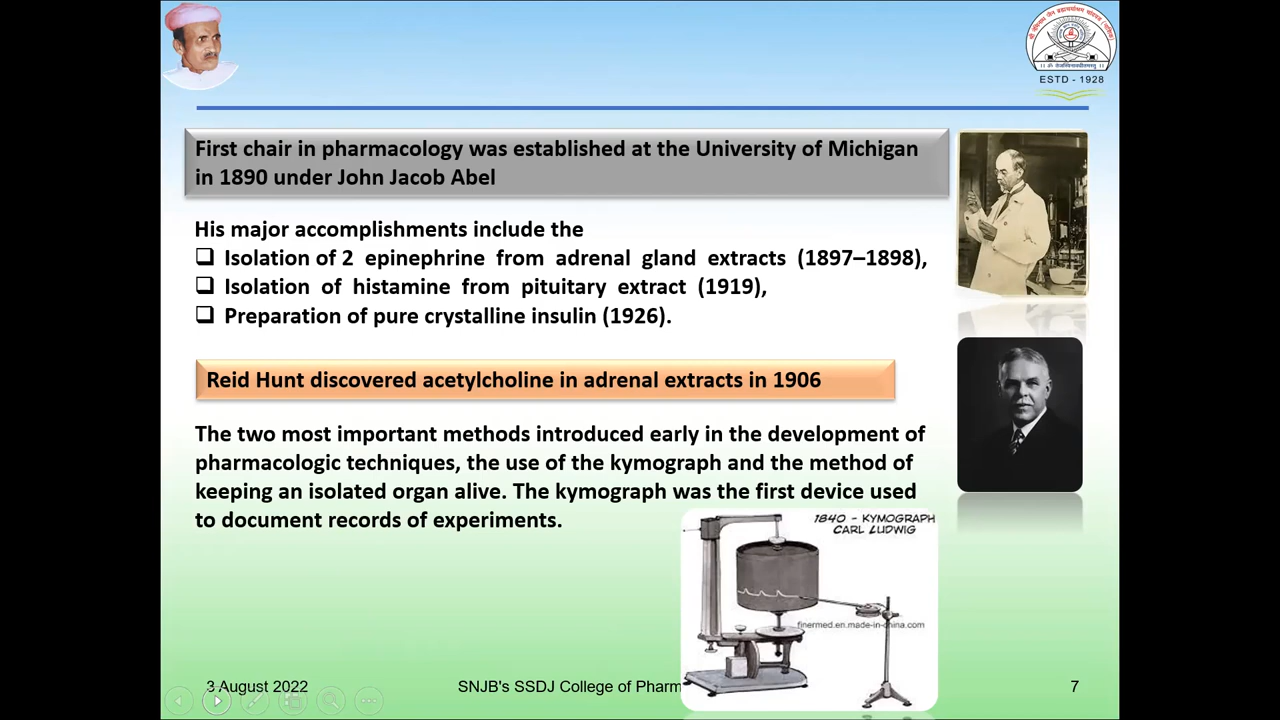 ESTD - 1928
First chair in pharmacology was established at the University of Michigan
in 1890 under John Jacob Abel
His major accomplishments include the
Isolation of 2 epinephrine from adrenal gland extracts (1897–1898),
Isolation of histamine from pituitary extract (1919),
Preparation of pure crystalline insulin (1926).
Reid Hunt discovered acetylcholine in adrenal extracts in 1906
The two most important methods introduced early in the development of
pharmacologic techniques, the use of the kymograph and the method of
keeping an isolated organ alive. The kymograph was the first device used
to document records of experiments.
1840 - KYMOGRAPH
CARL LUDWIG
finermed.en.made-in-china.com
3 August 2022
SNJB's SSDJ College of Pharm
7